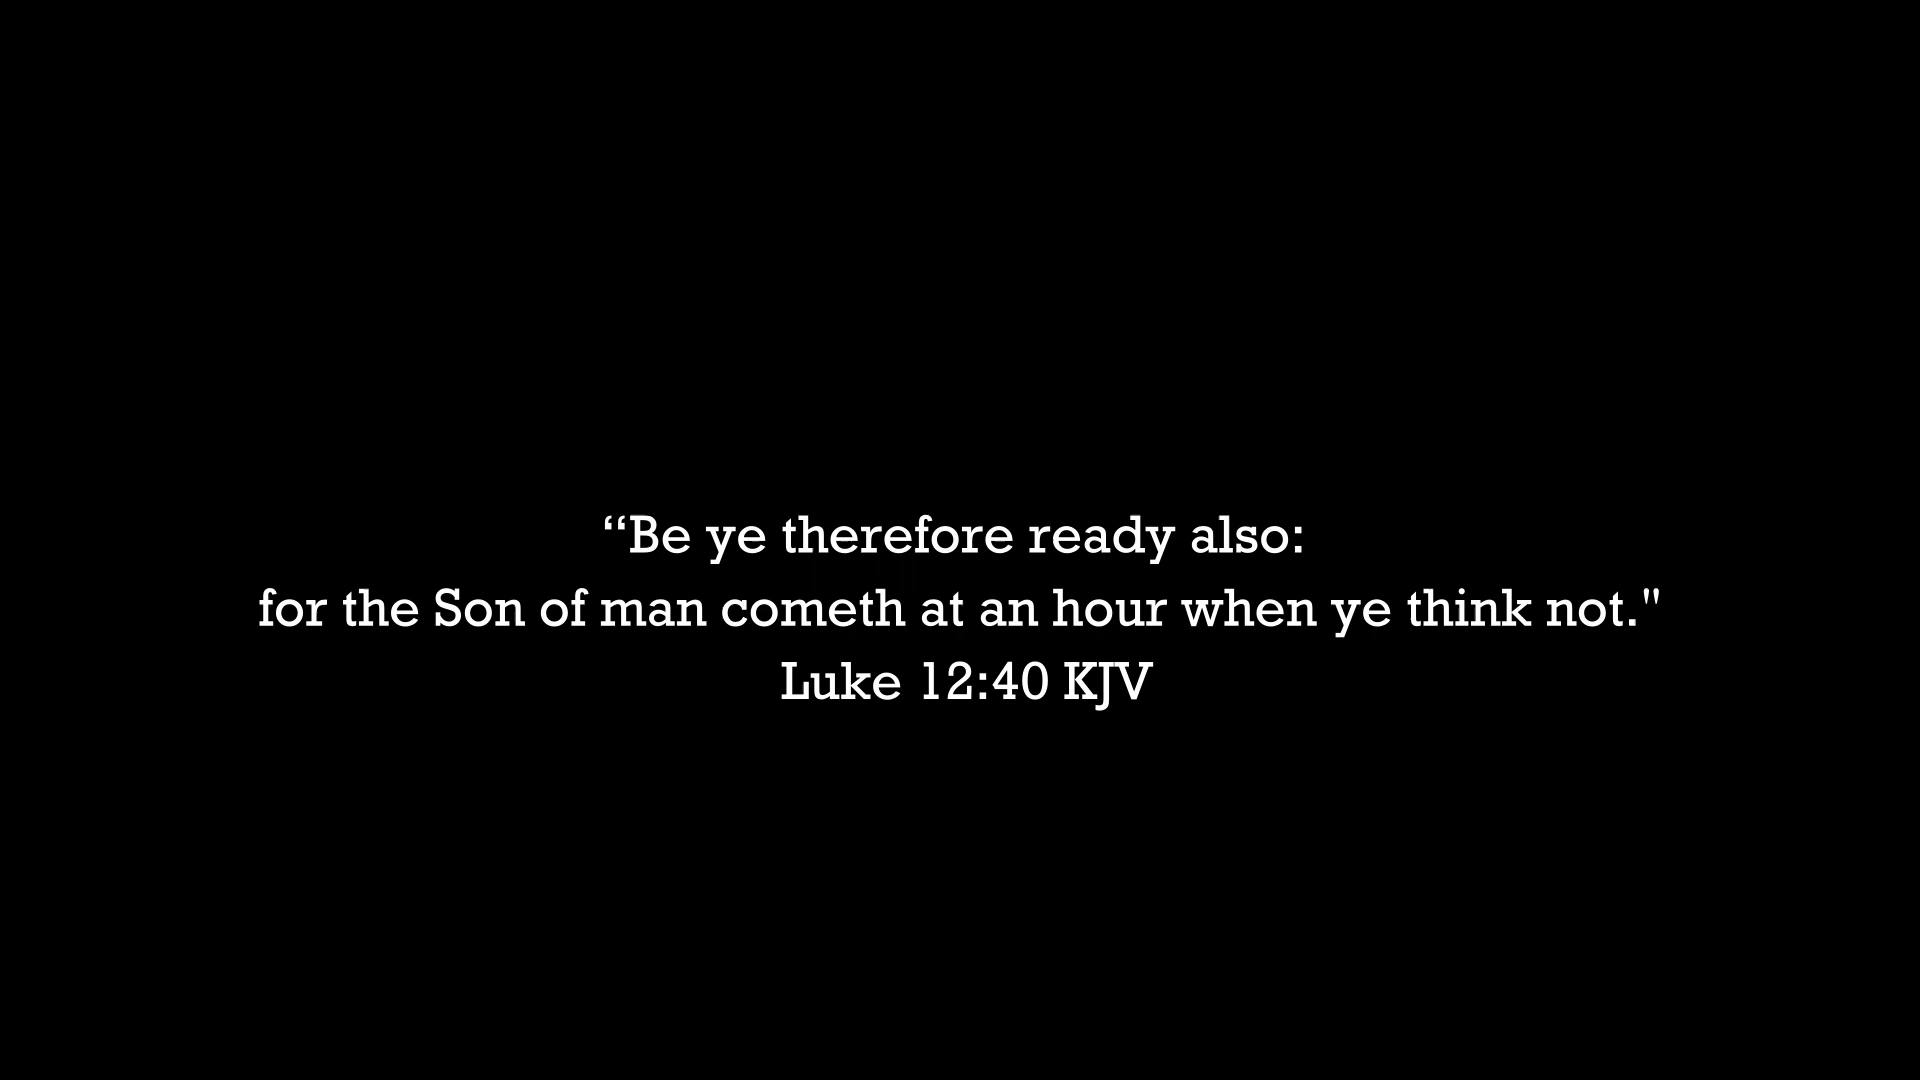 “Be ye therefore ready also:
for the Son of man cometh at an hour when ye think not."
Luke 12:40 KJV